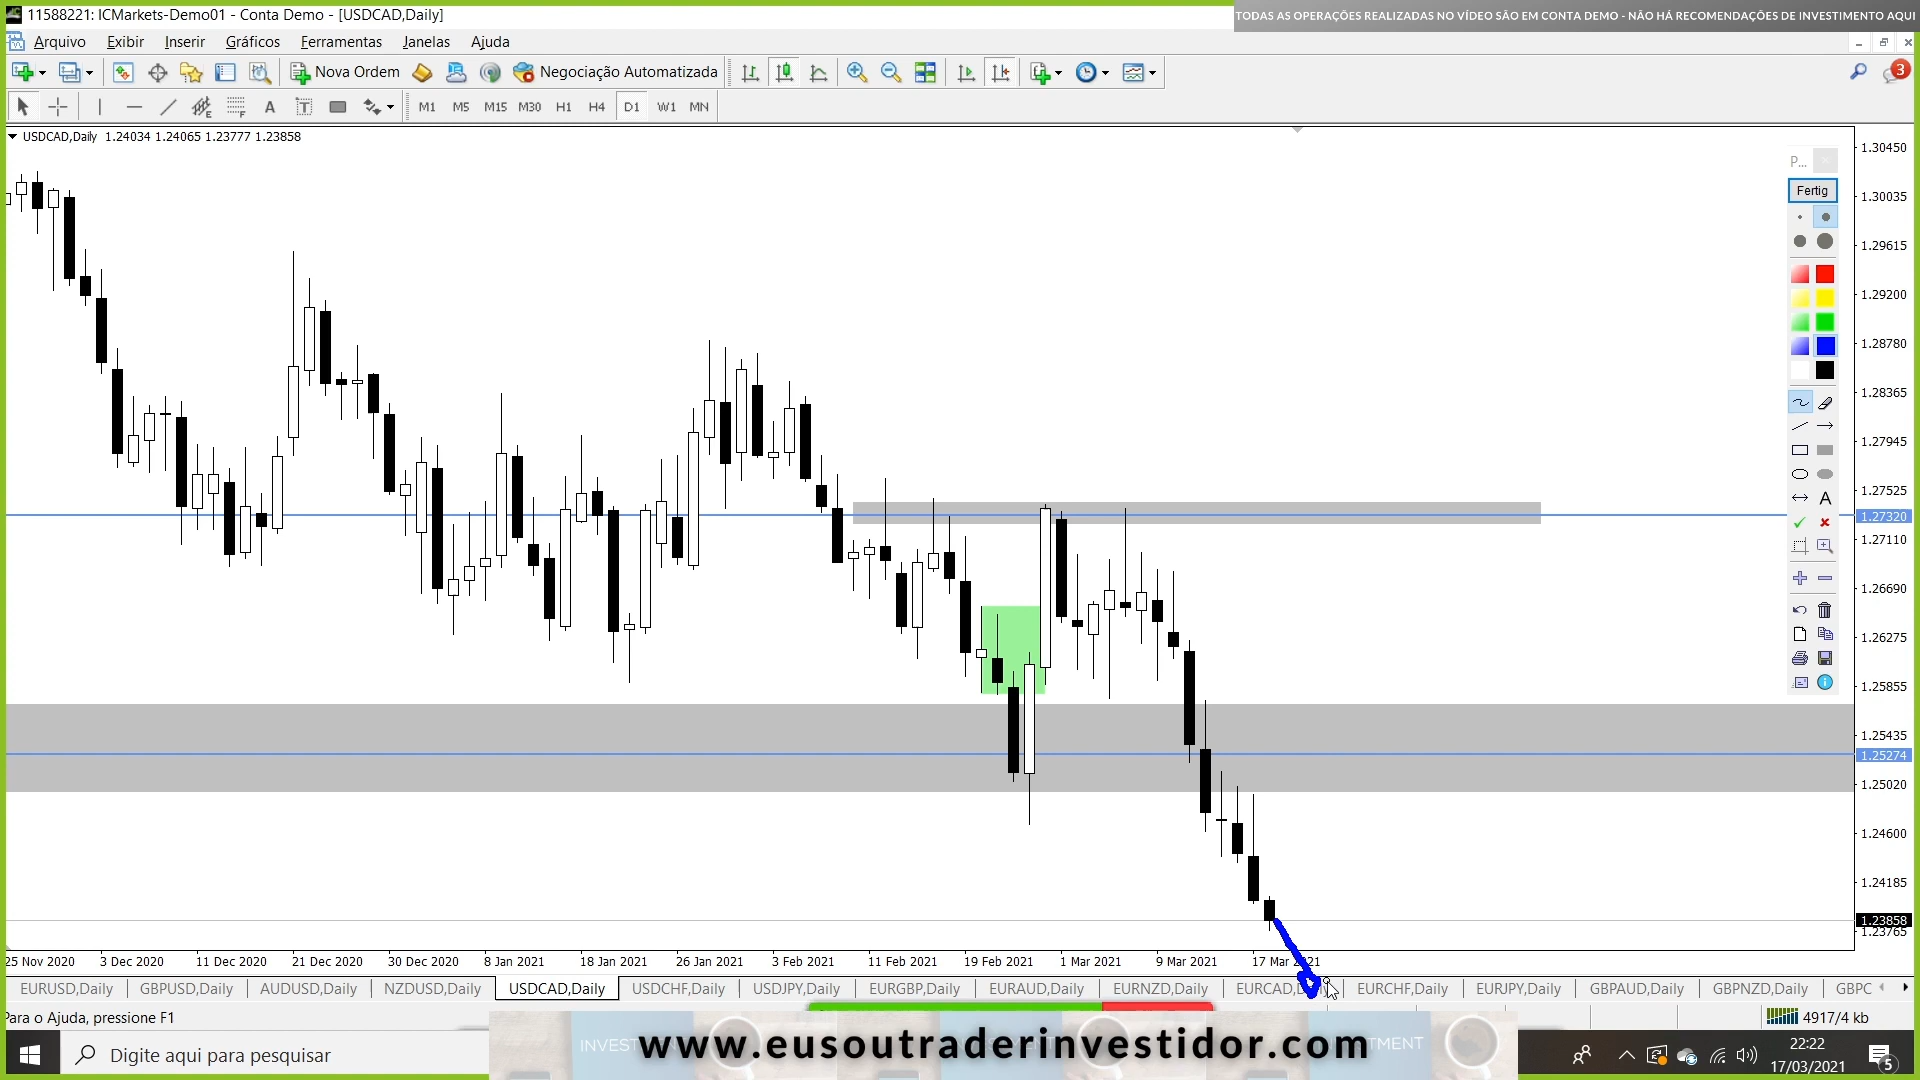 11588221: ICMarkets-Demo01 - Conta Demo - [USDCAD,Daily]
TODAS AS OPERAÇÕES REALIZADAS NO VÍDEO SÃO EM CONTA DEMO - NÃO HÁ RECOMENDAÇÕES DE INVESTIMENTO AQUI
Arquivo Exibir Inserir Gráficos Ferramentas Janelas Ajuda
Nova Ordem Negociação Automatizada
3
A T M1 M5 M15 M30 H1 H4 D1 W1 MN
USDCAD,Daily 1.24034 1.24065 1.23777 1.23858
P...
Fertig
A
1.30450
1.30035
1.29615
1.29200
1.28780
1.28365
1.27945
1.27525
1.27320
1.27110
1.26690
1.26275
1.25855
1.25435
1.25274
1.25020
1.24600
1.24185
1.23858
1.23765
25 Nov 2020 3 Dec 2020 11 Dec 2020 21 Dec 2020 30 Dec 2020 8 Jan 2021 18 Jan 2021 26 Jan 2021 3 Feb 2021 11 Feb 2021 19 Feb 2021 1 Mar 2021 9 Mar 2021 17 Mar 2021
EURUSD,Daily GBPUSD,Daily AUDUSD,Daily NZDUSD,Daily USDCAD,Daily USDCHF,Daily USDJPY,Daily EURGBP,Daily EURAUD,Daily EURNZD,Daily EURCAD,Daily EURCHF,Daily EURJPY,Daily GBPAUD,Daily GBPNZD,Daily GBPC
Para o Ajuda, pressione F1
4917/4 kb
Digite aqui para pesquisar
www.eusoutraderinvestidor.com
22:22
17/03/2021
5